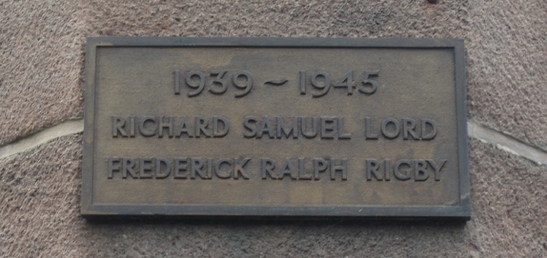 1939 ~ 1945
RICHARD SAMUEL LORD
FREDERICK RALPH RIGBY